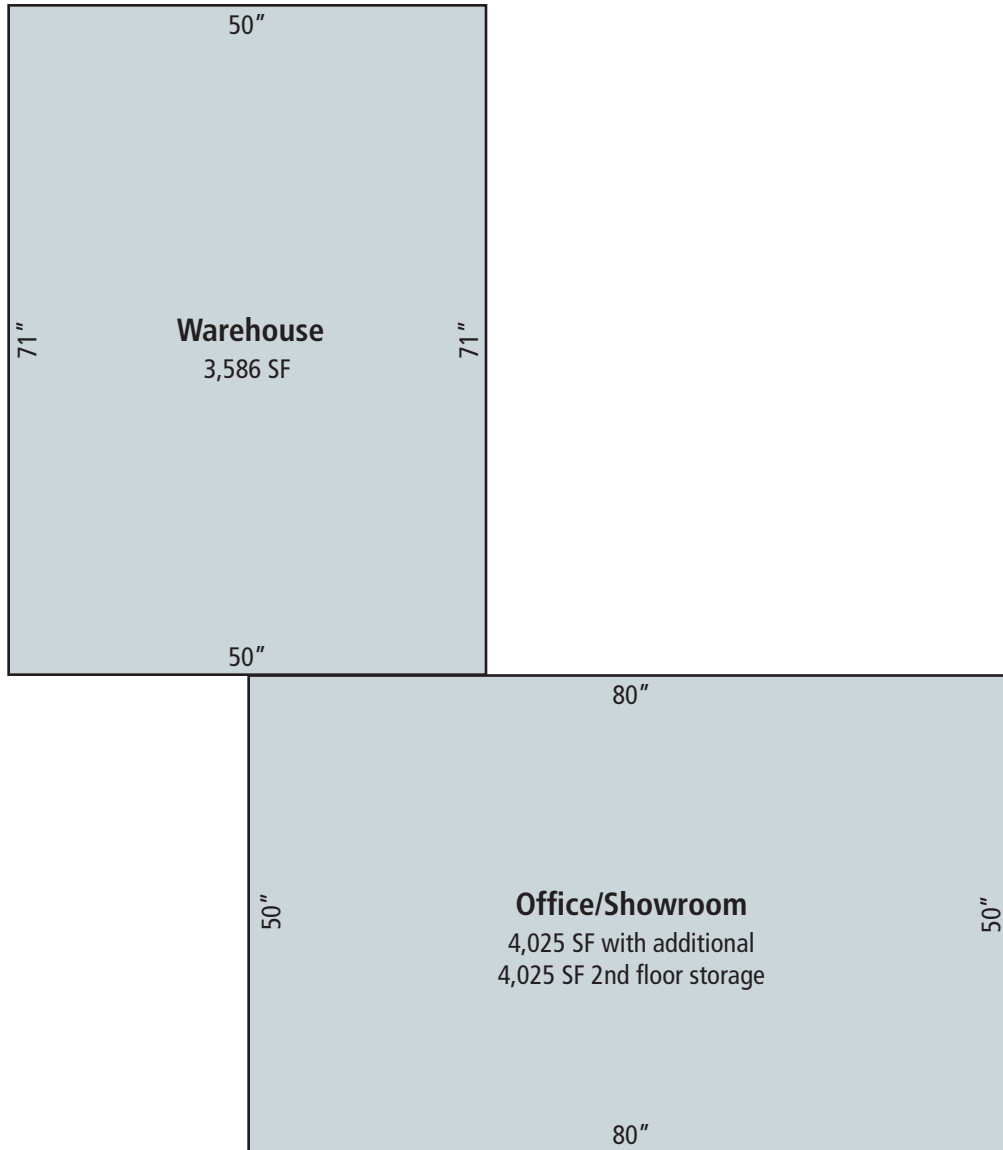 50″
71″
Warehouse
71″
3,586 SF
50″
80″
50″
Office/Showroom
50″
4,025 SF with additional
4,025 SF 2nd floor storage
80″